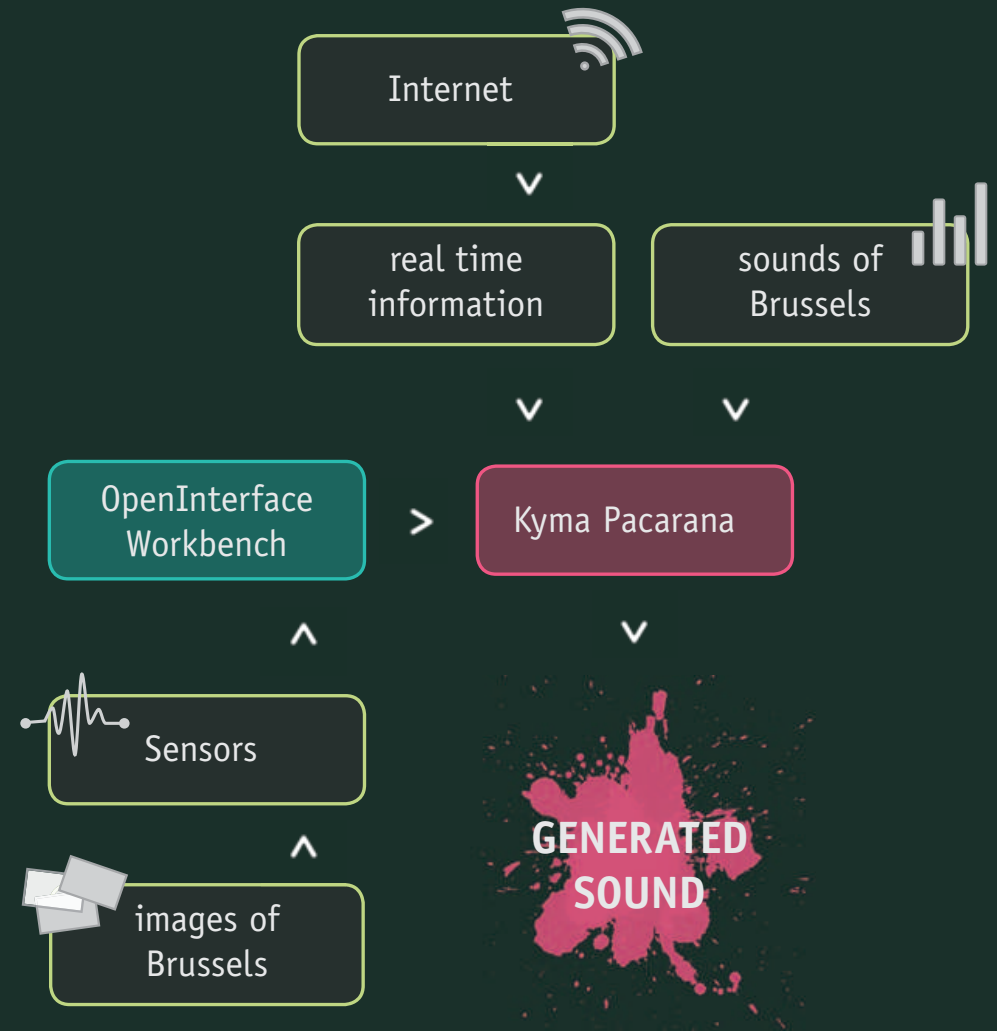 Internet
real time
information
sounds of
Brussels
OpenInterface
Workbench
>
Kyma Pacarana
Sensors
images of
Brussels
GENERATED
SOUND